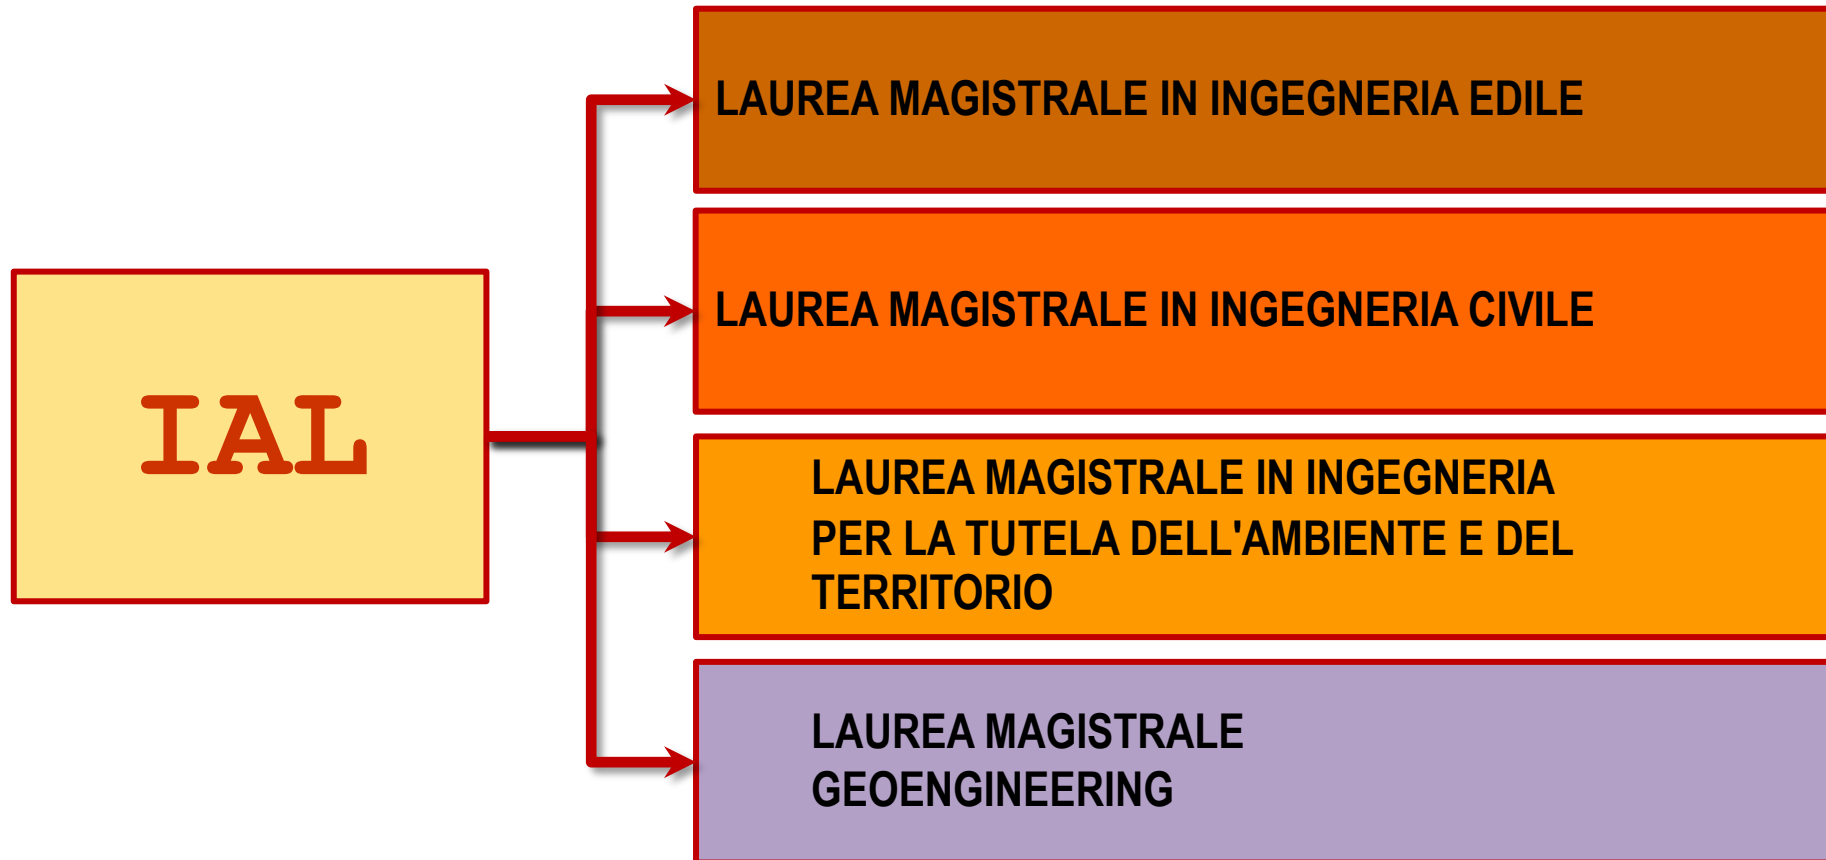 IAL
LAUREA MAGISTRALE IN INGEGNERIA EDILE
LAUREA MAGISTRALE IN INGEGNERIA CIVILE
LAUREA MAGISTRALE IN INGEGNERIA
PER LA TUTELA DELL'AMBIENTE E DEL
TERRITORIO
LAUREA MAGISTRALE
GEOENGINEERING